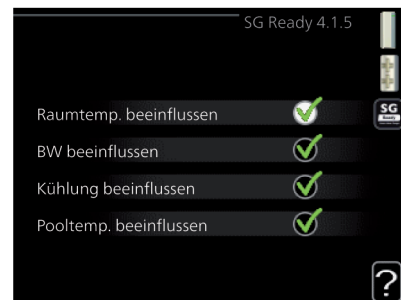 SG Ready 4.1.5
SG
Ready
Raumtemp. beeinflussen
BW beeinflussen
Kühlung beeinflussen
Pooltemp. beeinflussen
?